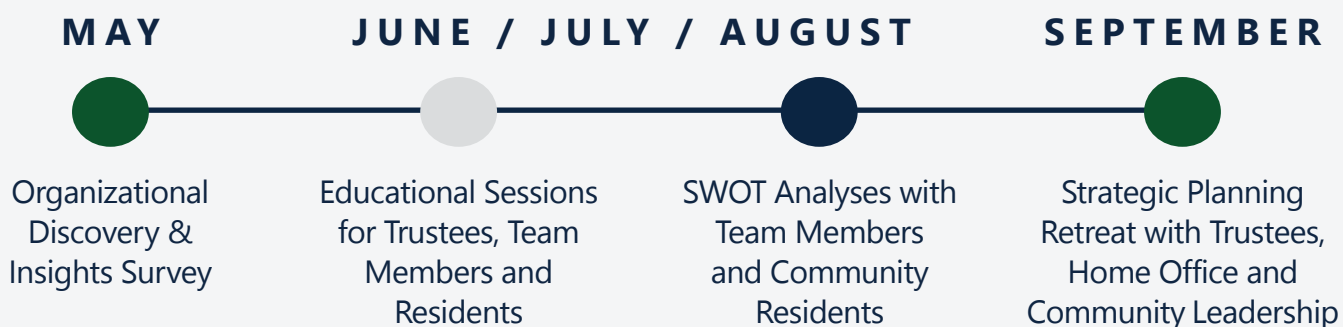 MAY
JUNE / JULY / AUGUST
SEPTEMBER
Organizational
Discovery &
Insights Survey
Educational Sessions
for Trustees, Team
Members and
Residents
SWOT Analyses with
Team Members
and Community
Residents
Strategic Planning
Retreat with Trustees,
Home Office and
Community Leadership